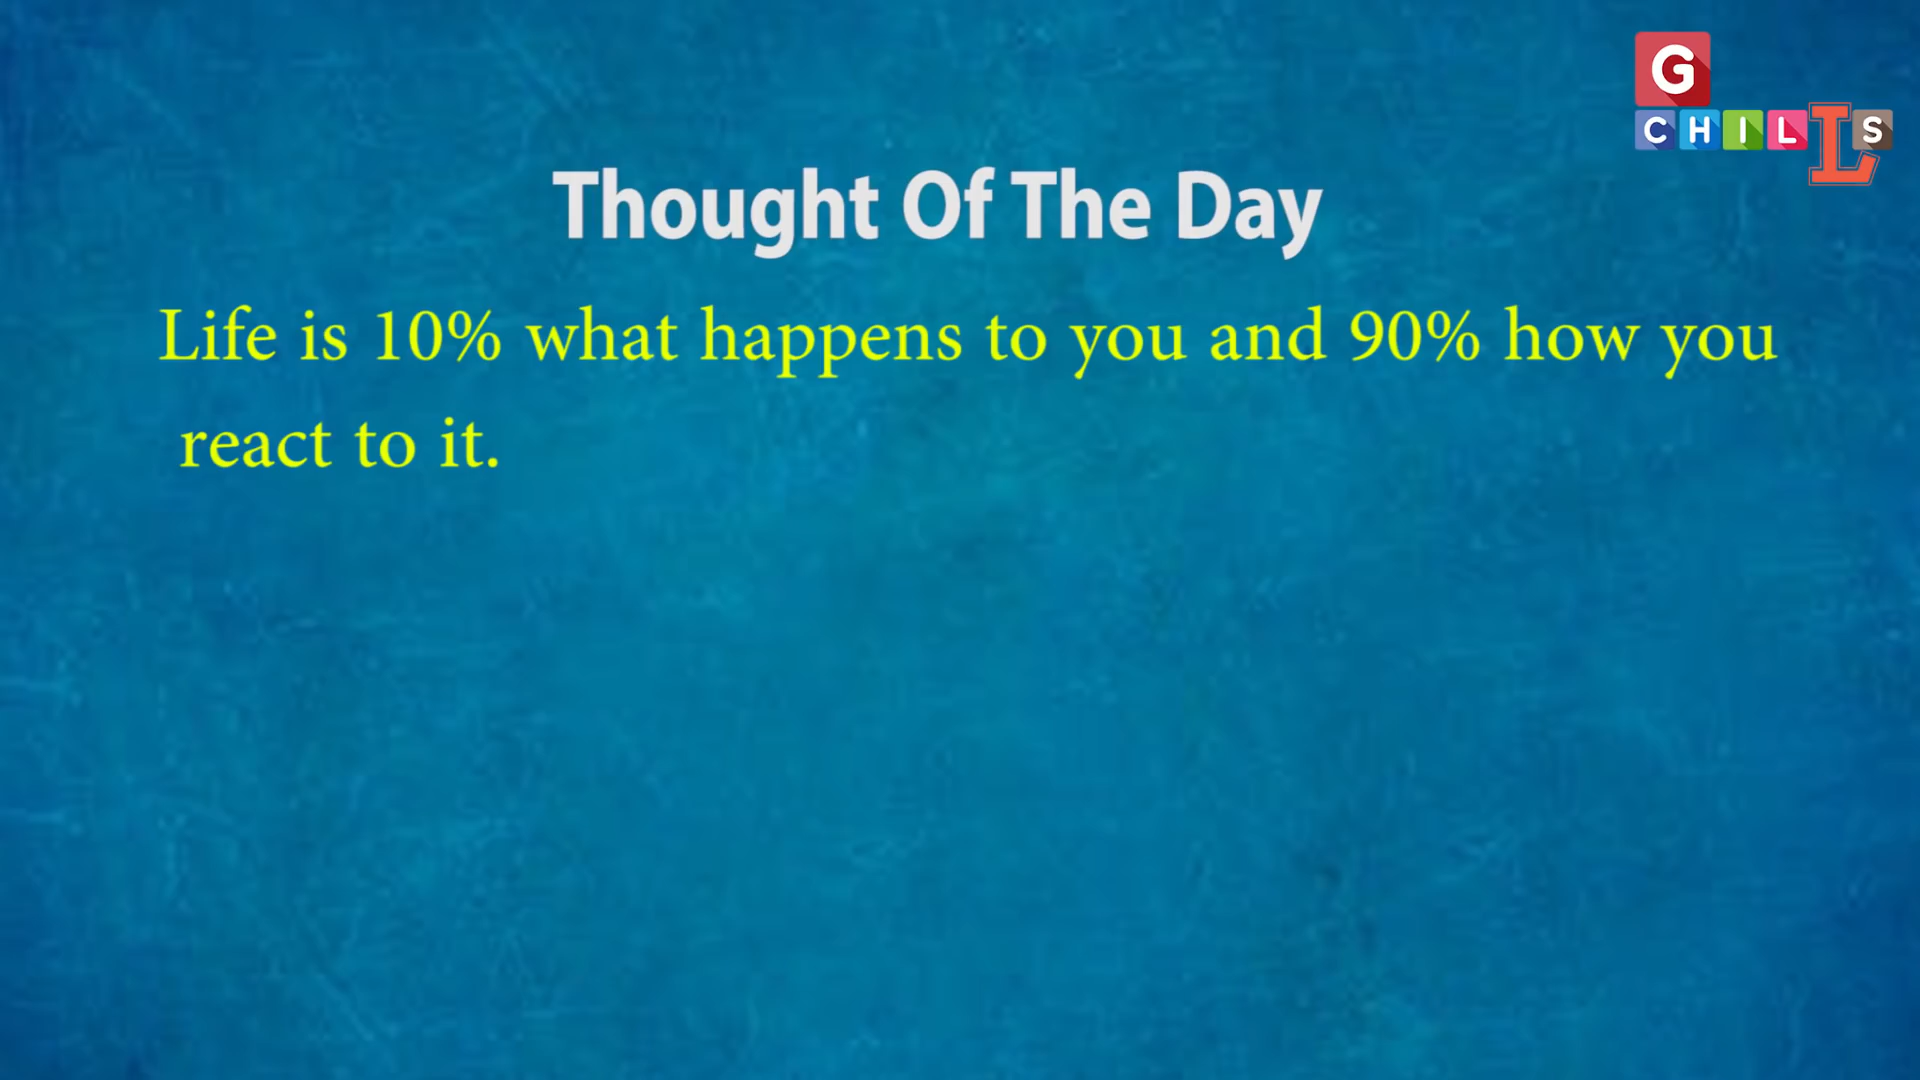 G
CHILLS
Thought Of The Day
Life is 10% what happens to you and 90% how you
react to it.